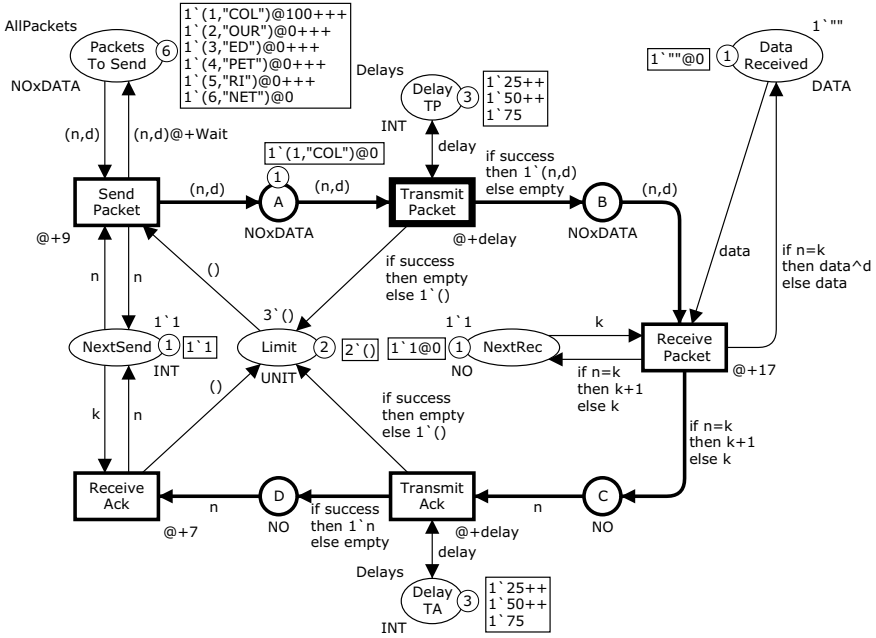 AllPackets
Packets
To Send
6
NOxDATA
1`(1,"COL")@100+++
1`(2,"OUR")@0+++
1`(3,"ED")@0+++
1`(4,"PET")@0+++
1`(5,"RI")@0+++
1`(6,"NET")@0
Delays
Delay
TP
3
INT
1`25++
1`50++
1`75
1`""@0
1
1`""
Data
Received
DATA
(n,d)
(n,d)@+Wait
1`(1,"COL")@0
delay
if success
then 1`(n,d)
else empty
Send
Packet
@+9
(n,d)
1
A
NOxDATA
(n,d)
Transmit
Packet
@+delay
B
NOxDATA
(n,d)
n
n
()
if success
then empty
else 1`()
data
if n=k
then data^d
else data
1`1
NextSend
1
1`1
INT
3`()
Limit
2
2`()
UNIT
1`1@0
1`1
1
NextRec
NO
k
if n=k
then k+1
else k
Receive
Packet
@+17
k
n
()
if success
then empty
else 1`()
if n=k
then k+1
else k
Receive
Ack
@+7
n
D
NO
if success
then 1`n
else empty
Transmit
Ack
@+delay
n
C
NO
delay
Delays
Delay
TA
3
INT
1`25++
1`50++
1`75